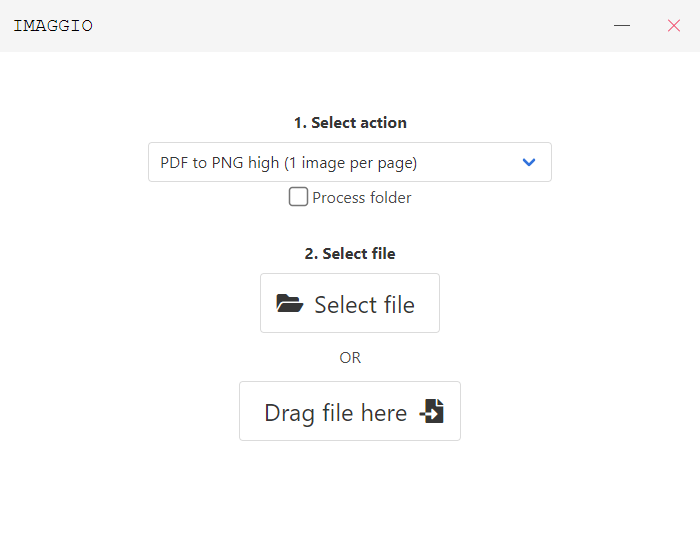 IMAGGIO
1. Select action
PDF to PNG high (1 image per page)
Process folder
2. Select file
Select file
OR
Drag file here